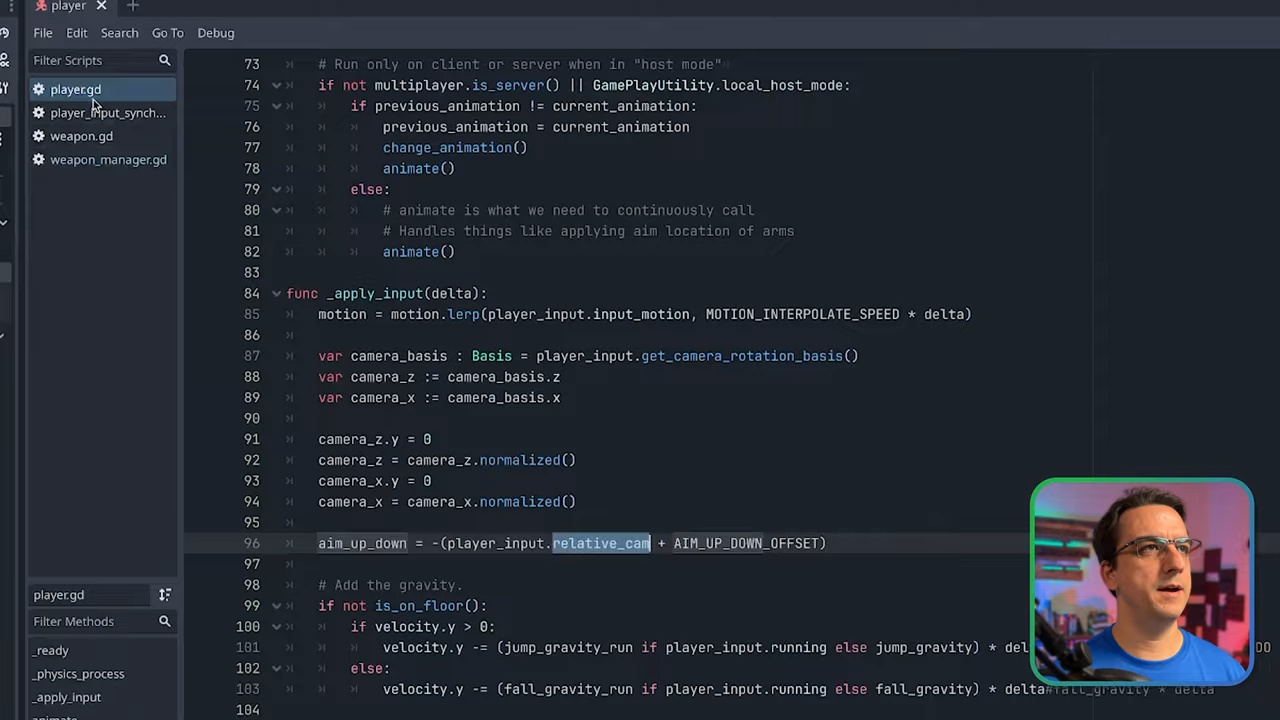 player
File Edit Search Go To Debug
Filter Scripts
player.gd
player_input_synch...
weapon.gd
weapon_manager.gd
player.gd
Filter Methods
_ready
_physics_process
_apply_input
animate
73 # Run only on client or server when in "host mode"
74 if not multiplayer.is_server() || GamePlayUtility.local_host_mode:
75 if previous_animation != current_animation:
76 previous_animation = current_animation
77 change_animation()
78 animate()
79 else:
80 # animate is what we need to continuously call
81 # Handles things like applying aim location of arms
82 animate()
83
84 func _apply_input(delta):
85 motion = motion.lerp(player_input.input_motion, MOTION_INTERPOLATE_SPEED * delta)
86
87 var camera_basis : Basis = player_input.get_camera_rotation_basis()
88 var camera_z := camera_basis.z
89 var camera_x := camera_basis.x
90
91 camera_z.y = 0
92 camera_z = camera_z.normalized()
93 camera_x.y = 0
94 camera_x = camera_x.normalized()
95
96 aim_up_down = -(player_input.relative_cam + AIM_UP_DOWN_OFFSET)
97
98 # Add the gravity.
99 if not is_on_floor():
100 if velocity.y > 0:
101 velocity.y -= (jump_gravity_run if player_input.running else jump_gravity) * del
102 else:
103 velocity.y -= (fall_gravity_run if player_input.running else fall_gravity) * delta#fall_gravity * delta
104